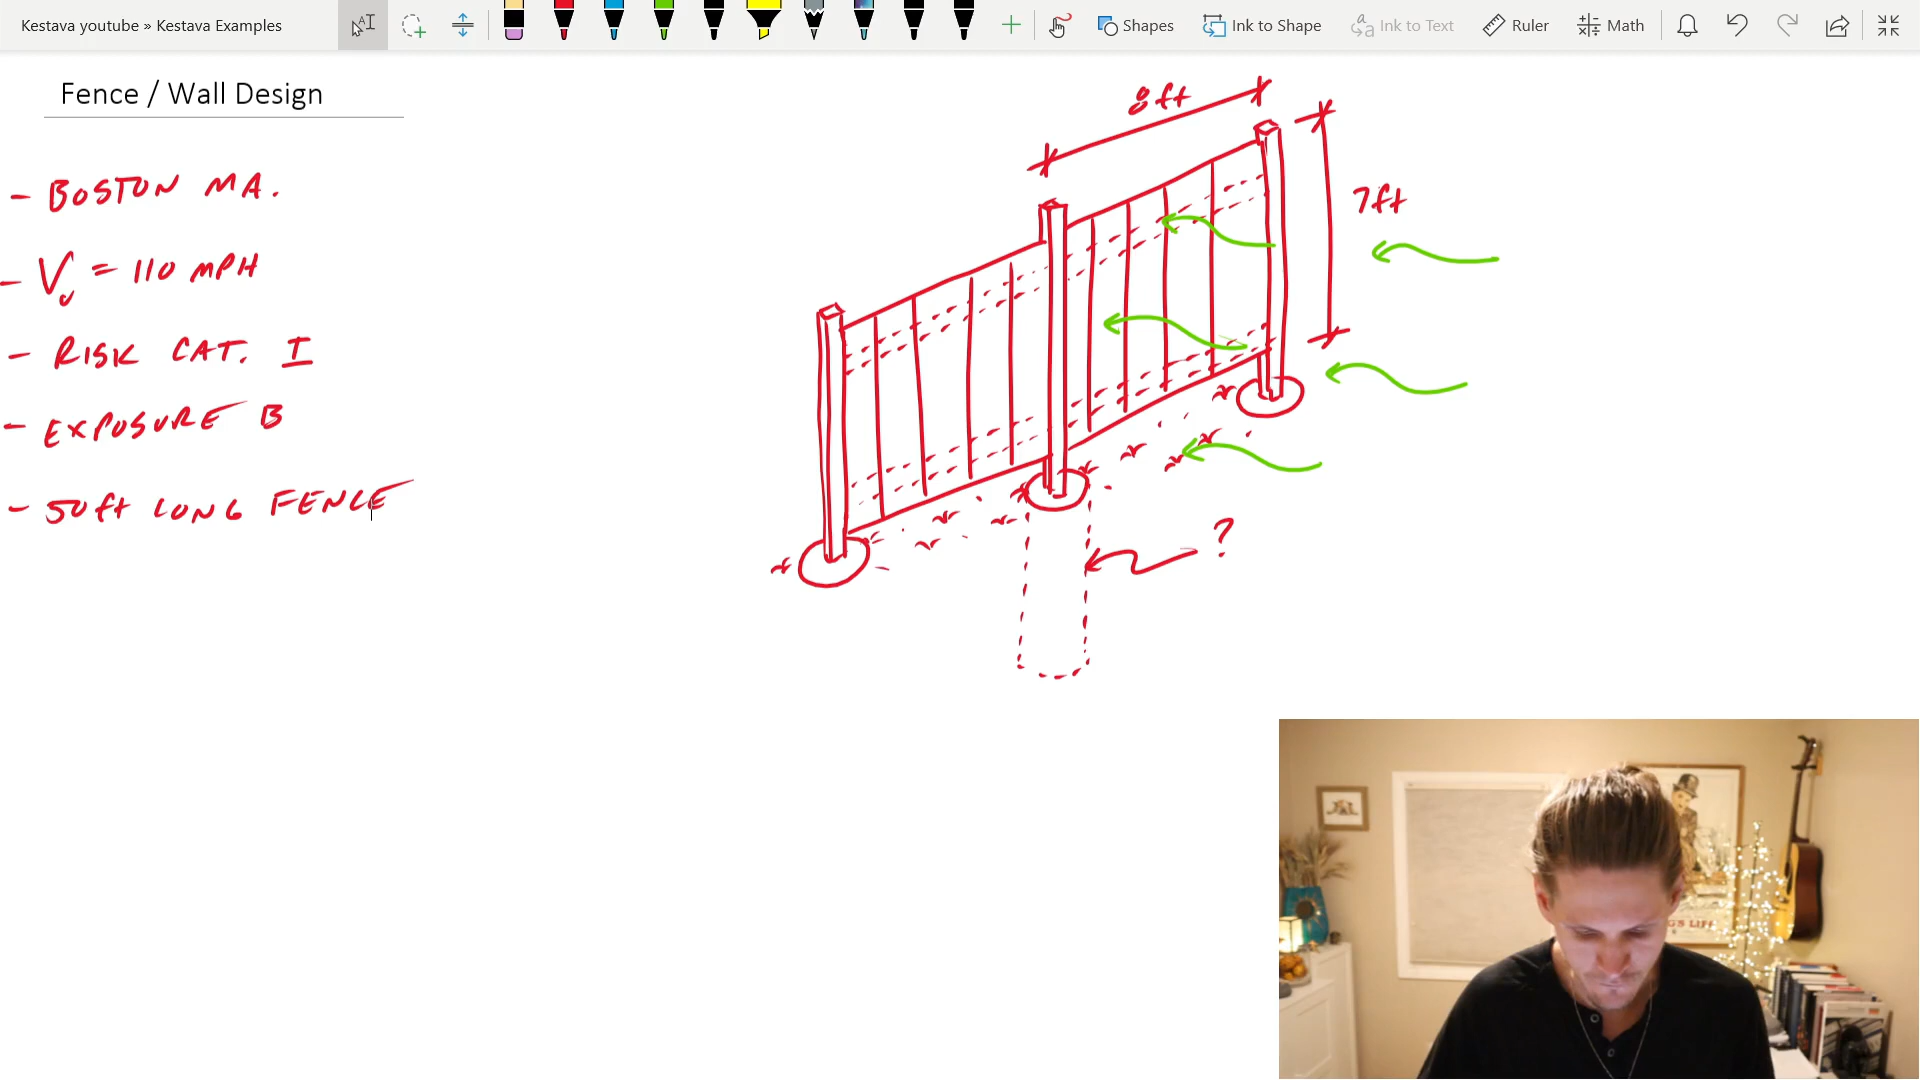 Kestava youtube » Kestava Examples
Shapes
Ink to Shape
Ink to Text
Ruler
Math
Fence / Wall Design
8ft
7ft
- BOSTON MA.
- Vu = 110 MPH
- RISK CAT. I
- EXPOSURE B
- 50ft LONG FENCE
?